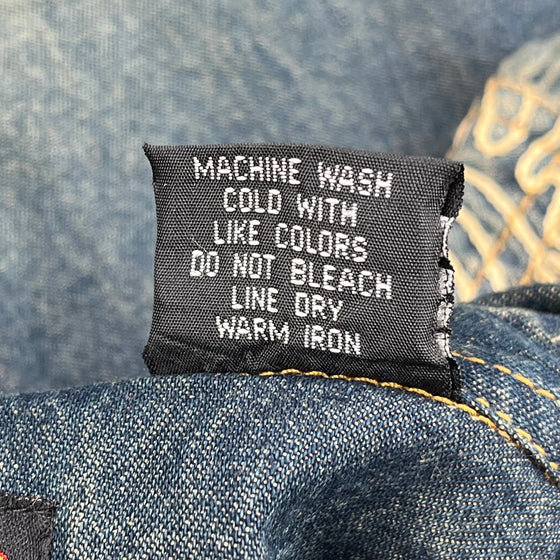 MACHINE WASH
COLD WITH
LIKE COLORS
DO NOT BLEACH
LINE DRY
WARM IRON